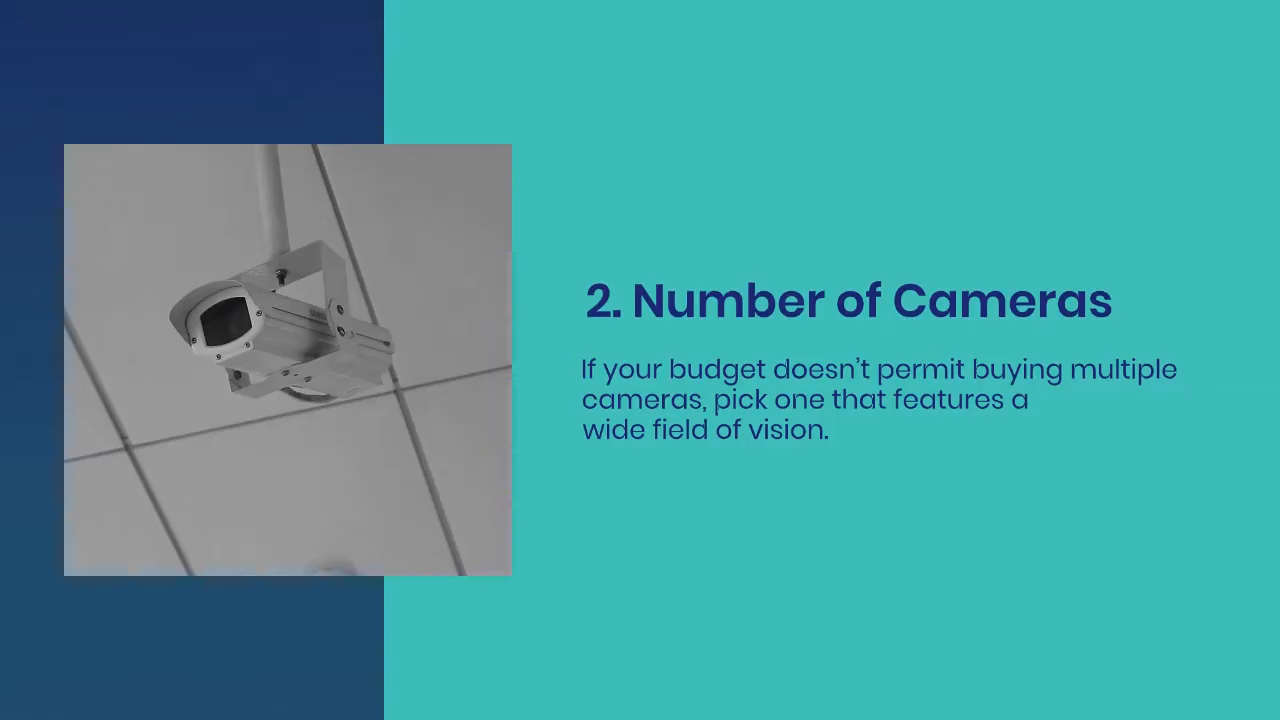 2. Number of Cameras
If your budget doesn’t permit buying multiple
cameras, pick one that features a
wide field of vision.